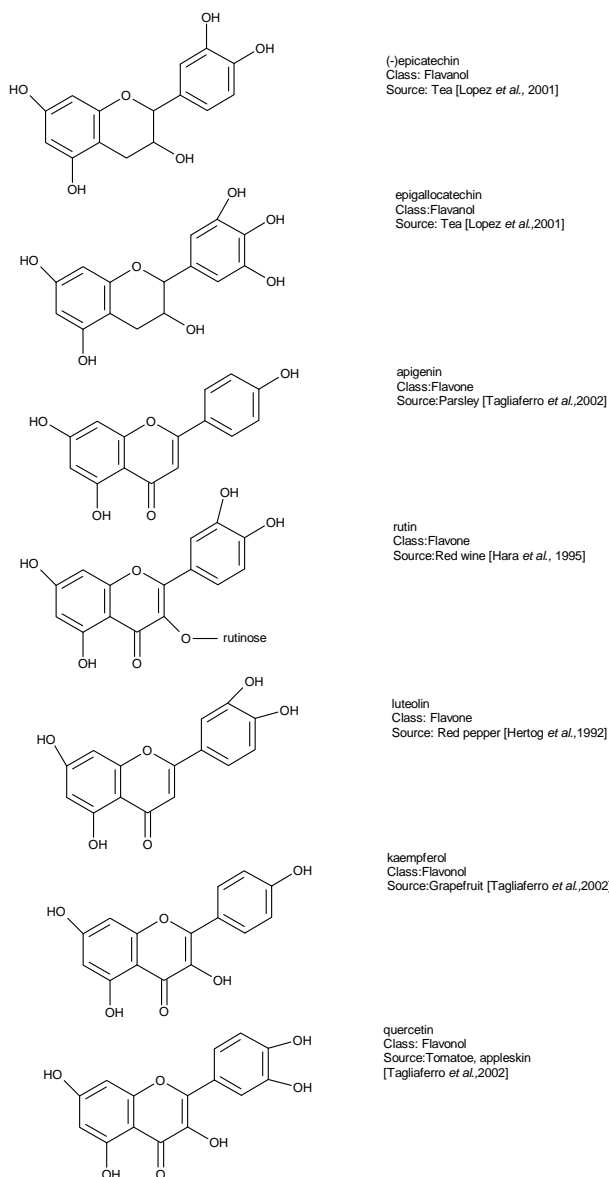 OH
OH
HO
O
OH
OH
(-)epicatechin
Class: Flavanol
Source: Tea [Lopez et al., 2001]
OH
OH
HO
O
OH
OH
OH
epigallocatechin
Class:Flavanol
Source: Tea [Lopez et al.,2001]
OH
HO
O
OH
O
apigenin
Class:Flavone
Source:Parsley [Tagliaferro et al.,2002]
OH
OH
HO
O
O
rutinose
OH
O
rutin
Class:Flavone
Source:Red wine [Hara et al., 1995]
OH
OH
HO
O
OH
O
luteolin
Class: Flavone
Source: Red pepper [Hertog et al.,1992]
OH
HO
O
OH
OH
O
kaempferol
Class:Flavonol
Source:Grapefruit [Tagliaferro et al.,2002]
OH
HO
O
OH
OH
OH
O
quercetin
Class: Flavonol
Source:Tomatoe, appleskin
[Tagliaferro et al.,2002]